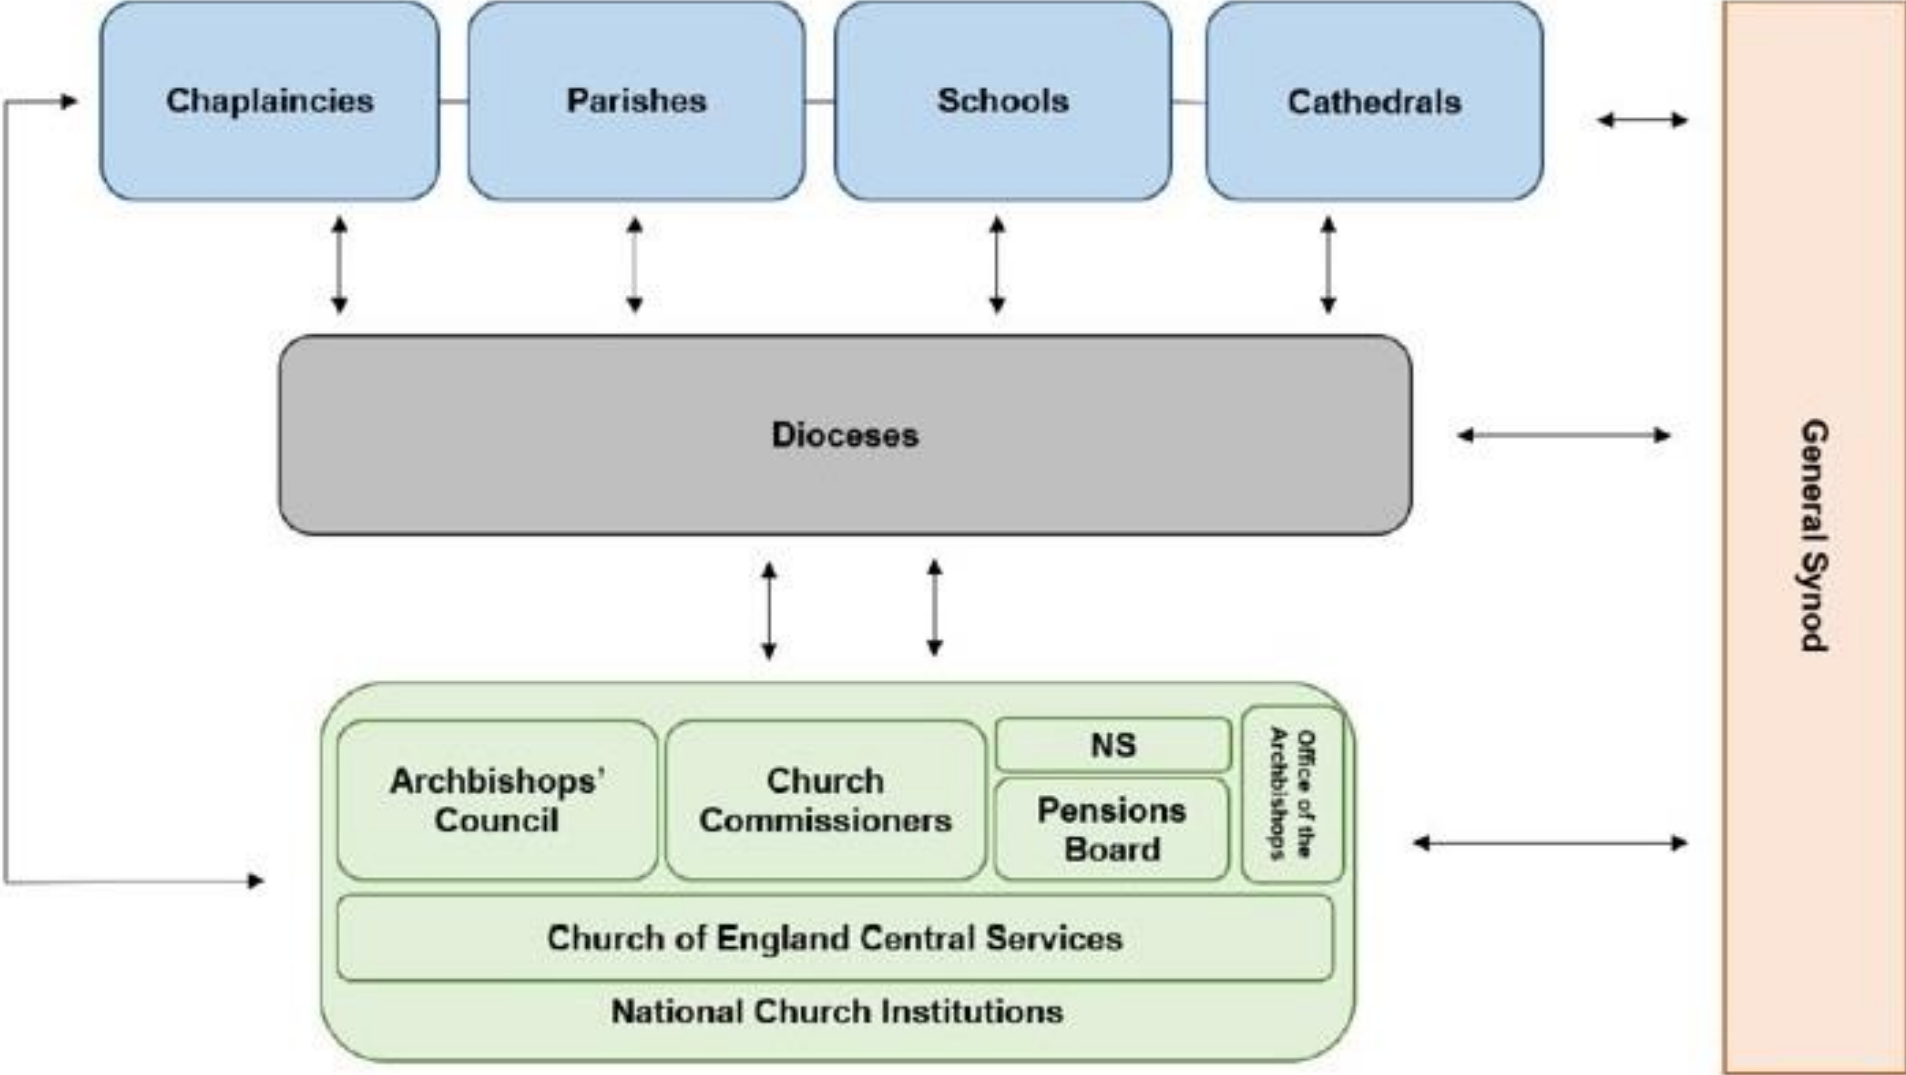 Chaplaincies
Parishes
Schools
Cathedrals
Dioceses
General Synod
Archbishops’
Council
Church
Commissioners
NS
Pensions
Board
Office of the
Archbishops
Church of England Central Services
National Church Institutions